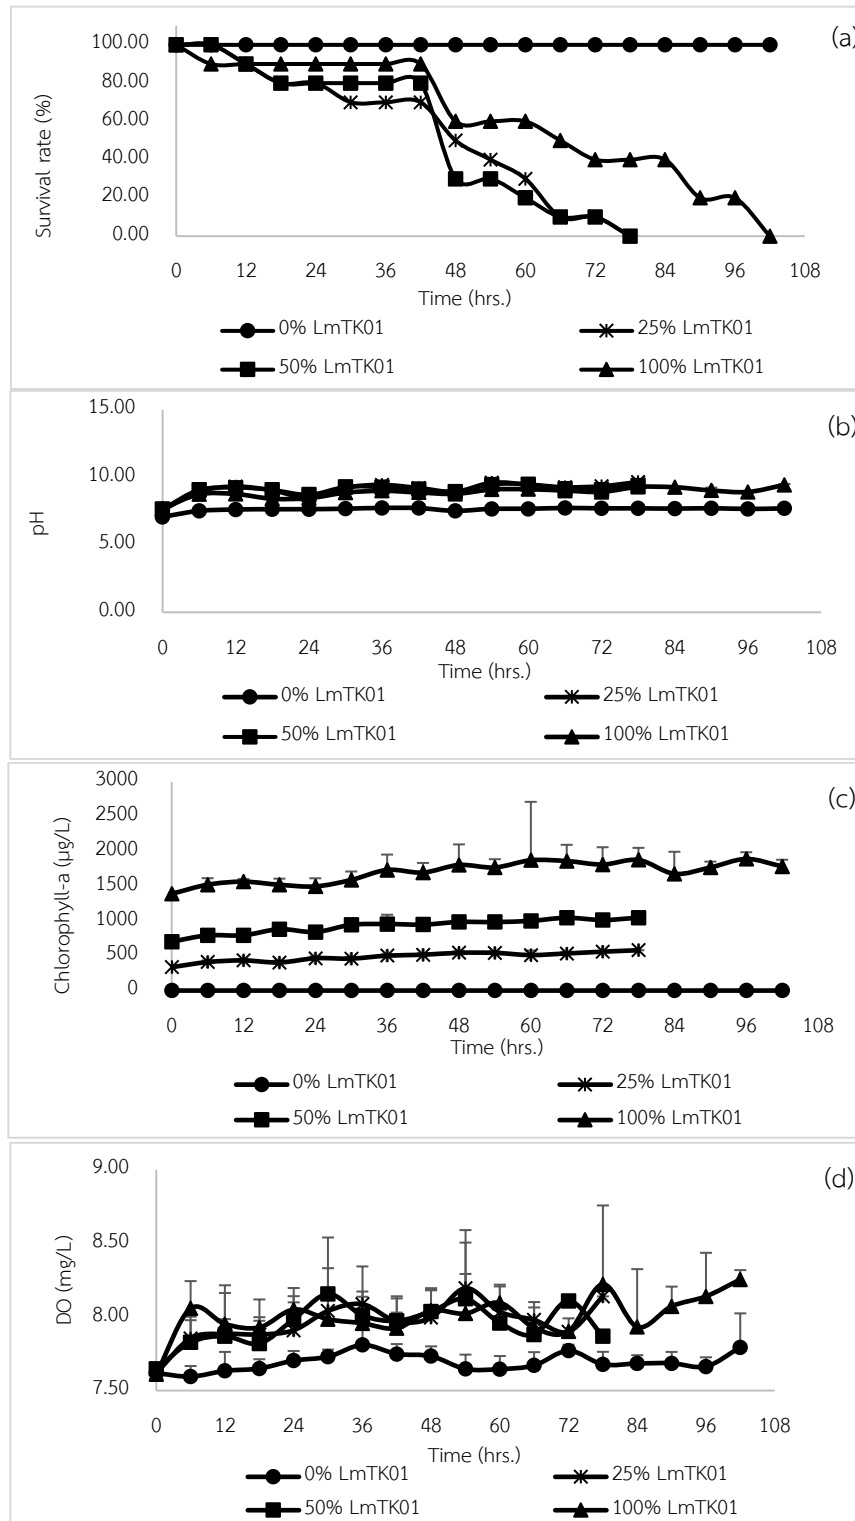 (a)
100.00
80.00
60.00
40.00
20.00
0.00
Survival rate (%)
0 12 24 36 48 60 72 84 96 108
Time (hrs.)
0% LmTK01 25% LmTK01
50% LmTK01 100% LmTK01
(b)
15.00
10.00
5.00
0.00
pH
0 12 24 36 48 60 72 84 96 108
Time (hrs.)
0% LmTK01 25% LmTK01
50% LmTK01 100% LmTK01
(c)
3000
2500
2000
1500
1000
500
0
Chlorophyll-a (µg/L)
0 12 24 36 48 60 72 84 96 108
Time (hrs.)
0% LmTK01 25% LmTK01
50% LmTK01 100% LmTK01
(d)
9.00
8.50
8.00
7.50
DO (mg/L)
0 12 24 36 48 60 72 84 96 108
Time (hrs.)
0% LmTK01 25% LmTK01
50% LmTK01 100% LmTK01